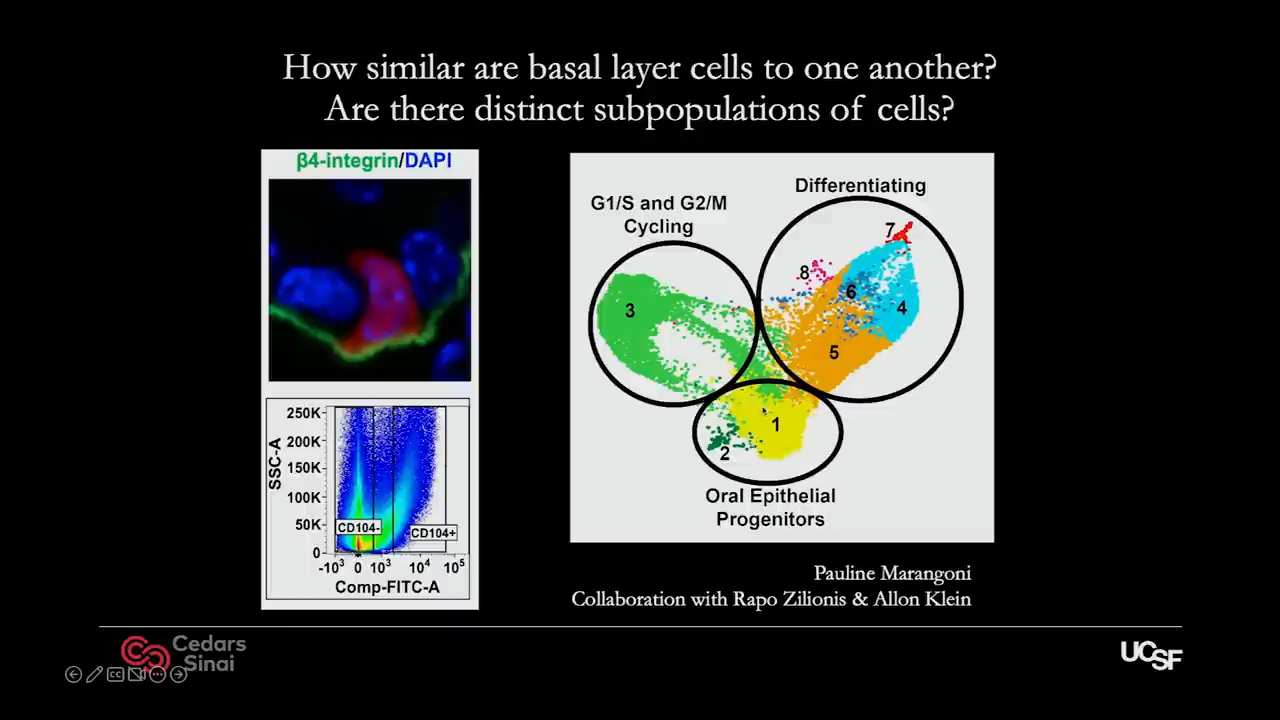 How similar are basal layer cells to one another?
Are there distinct subpopulations of cells?
β4-integrin/DAPI
250K
200K
150K
100K
50K
0
SSC-A
CD104-
CD104+
-10³ 0 10³ 10⁴ 10⁵
Comp-FITC-A
G1/S and G2/M
Cycling
Differentiating
7
8
6
3
4
5
1
2
Oral Epithelial
Progenitors
Pauline Marangoni
Collaboration with Rapo Zilionis & Allon Klein
Cedars
Sinai
CC
UCSF